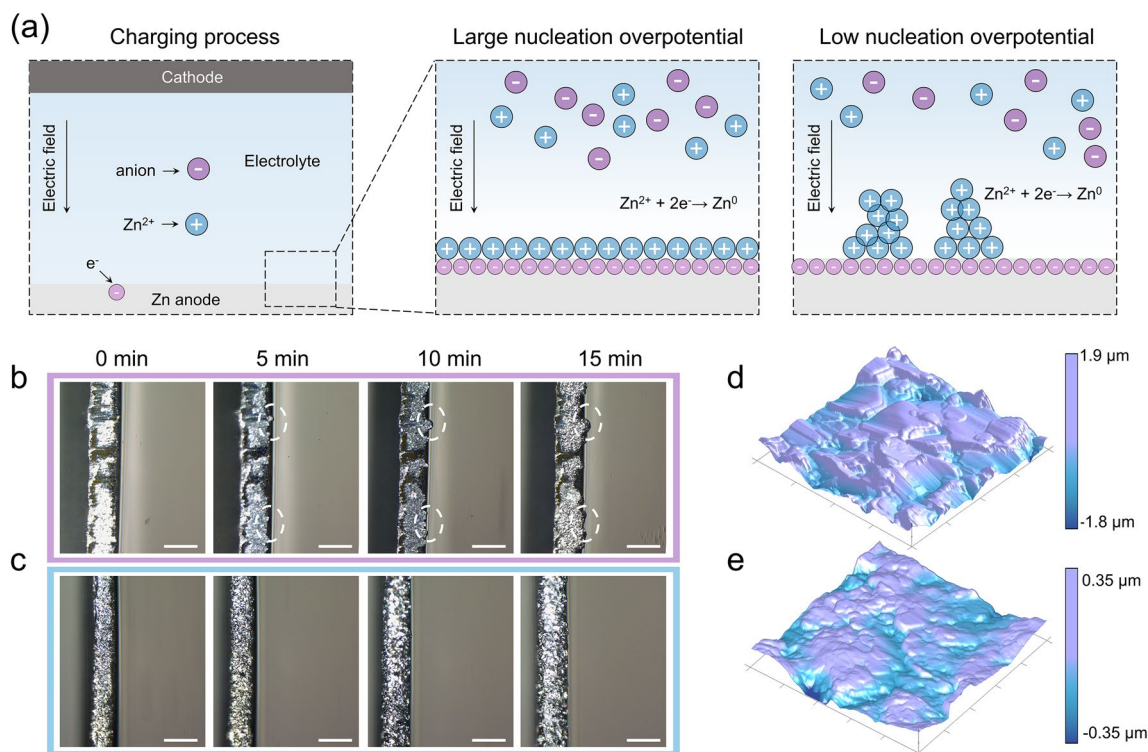 (a)
Charging process
Large nucleation overpotential
Low nucleation overpotential
Cathode
Electric field
Electrolyte
anion
Zn²⁺
e⁻
Zn anode
Electric field
Zn²⁺ + 2e⁻→ Zn⁰
Electric field
Zn²⁺ + 2e⁻→ Zn⁰
0 min
5 min
10 min
15 min
b
c
d
1.9 µm
-1.8 µm
e
0.35 µm
-0.35 µm